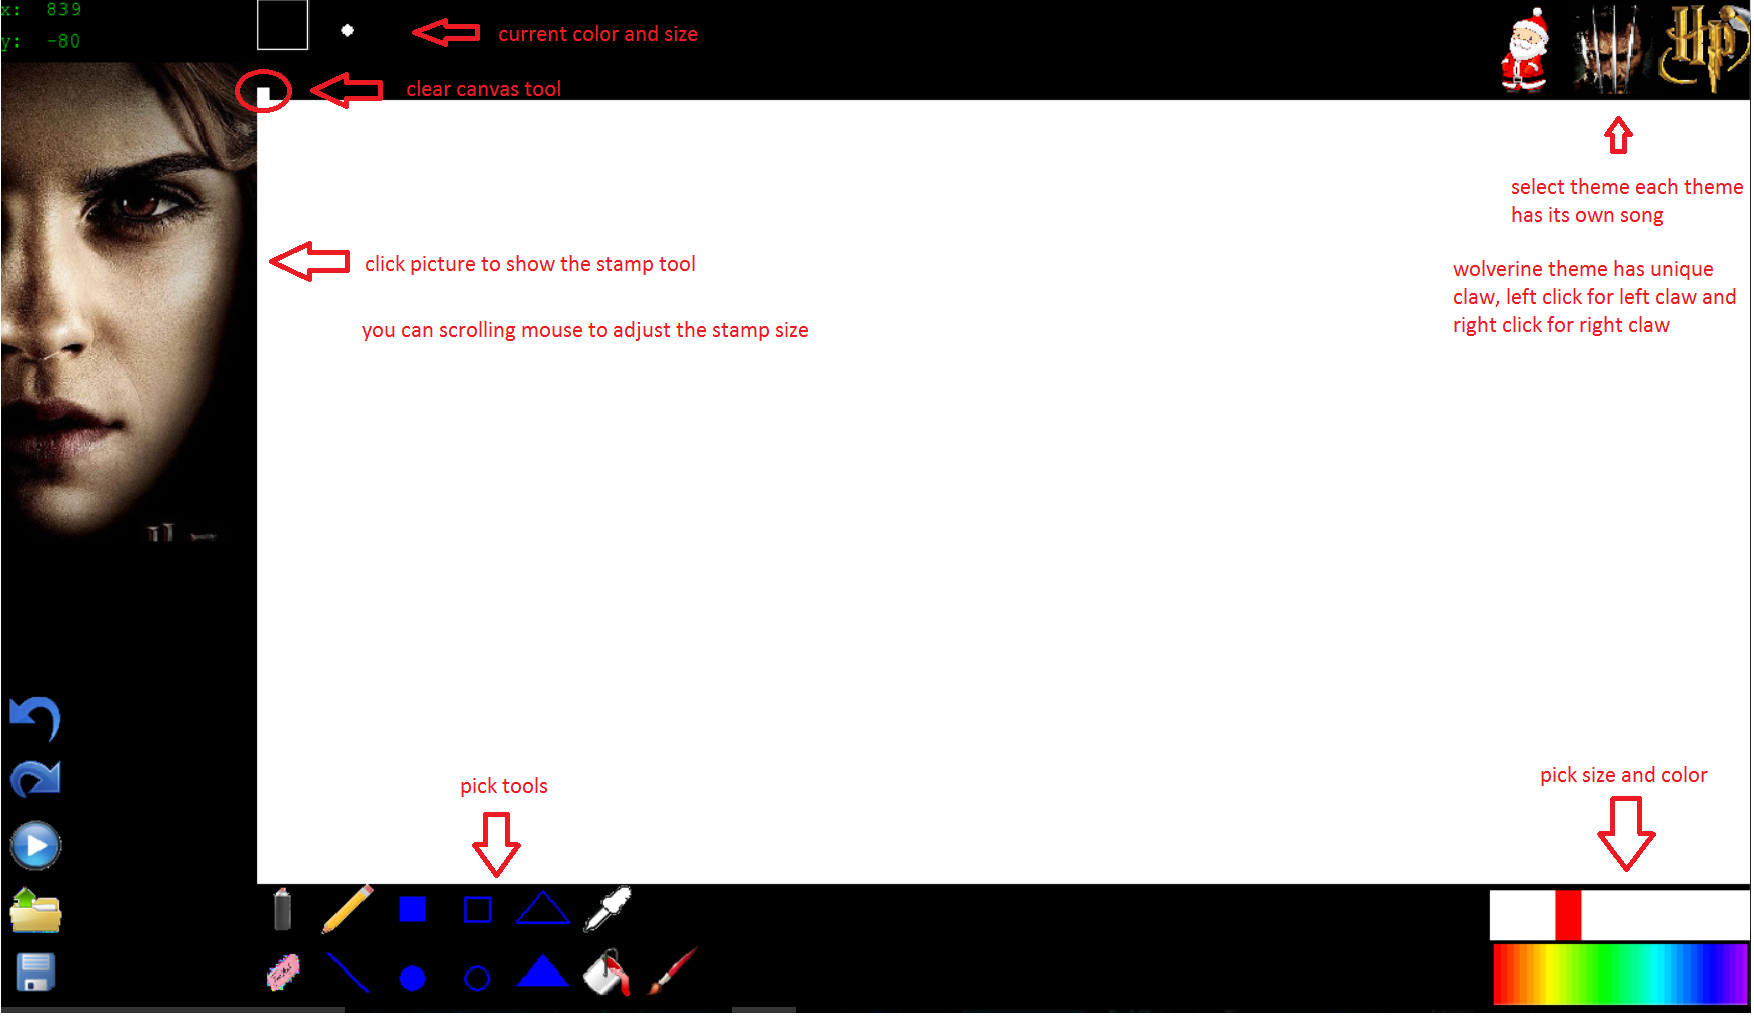 x: 839
y: -80
current color and size
clear canvas tool
Hp
select theme each theme
has its own song
click picture to show the stamp tool
wolverine theme has unique
claw, left click for left claw and
right click for right claw
you can scrolling mouse to adjust the stamp size
pick tools
pick size and color